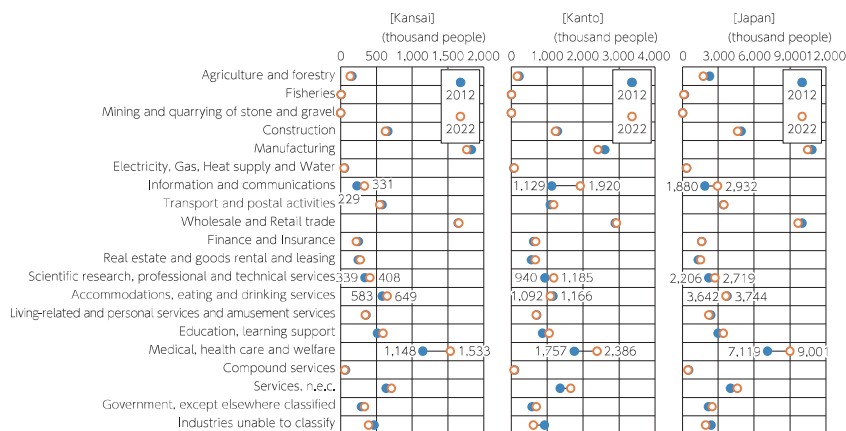 [Kansai] [Kanto] [Japan]
(thousand people) (thousand people) (thousand people)
0 500 1,000 1,500 2,000 0 1,000 2,000 3,000 4,000 0 3,000 6,000 9,000 12,000
Agriculture and forestry
Fisheries 2012 2012 2012
Mining and quarrying of stone and gravel
Construction 2022 2022 2022
Manufacturing
Electricity, Gas, Heat supply and Water
Information and communications 331 1,129 1,920 1,880 2,932
229
Transport and postal activities
Wholesale and Retail trade
Finance and Insurance
Real estate and goods rental and leasing
Scientific research, professional and technical services 339 408 940 1,185 2,206 2,719
Accommodations, eating and drinking services 583 649 1,092 1,166 3,642 3,744
Living-related and personal services and amusement services
Education, learning support
Medical, health care and welfare 1,148 1,533 1,757 2,386 7,119 9,001
Compound services
Services, n.e.c.
Government, except elsewhere classified
Industries unable to classify